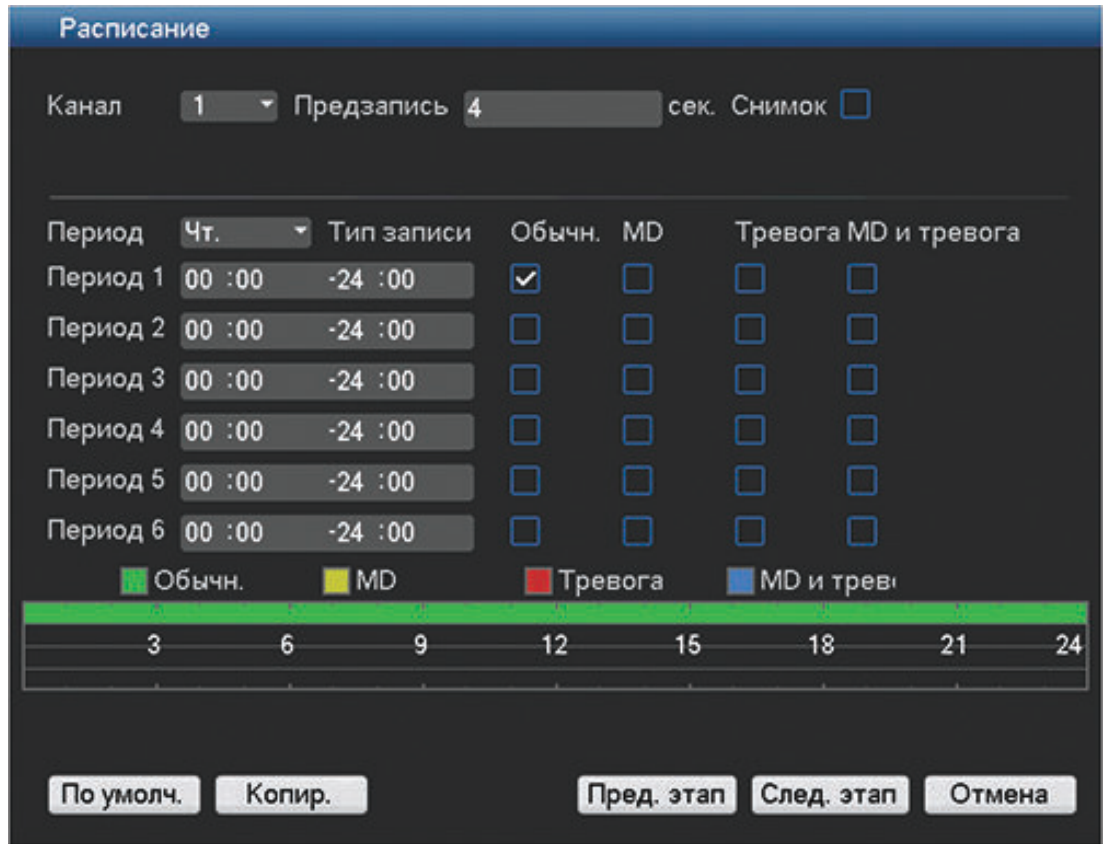 Расписание
Канал 1 Предзапись 4 сек. Снимок
Период Чт. Тип записи Обычн. MD Тревога MD и тревога
Период 1 00 :00 -24 :00
Период 2 00 :00 -24 :00
Период 3 00 :00 -24 :00
Период 4 00 :00 -24 :00
Период 5 00 :00 -24 :00
Период 6 00 :00 -24 :00
Обычн. MD Тревога MD и трев
3 6 9 12 15 18 21 24
По умолч. Копир. Пред. этап След. этап Отмена